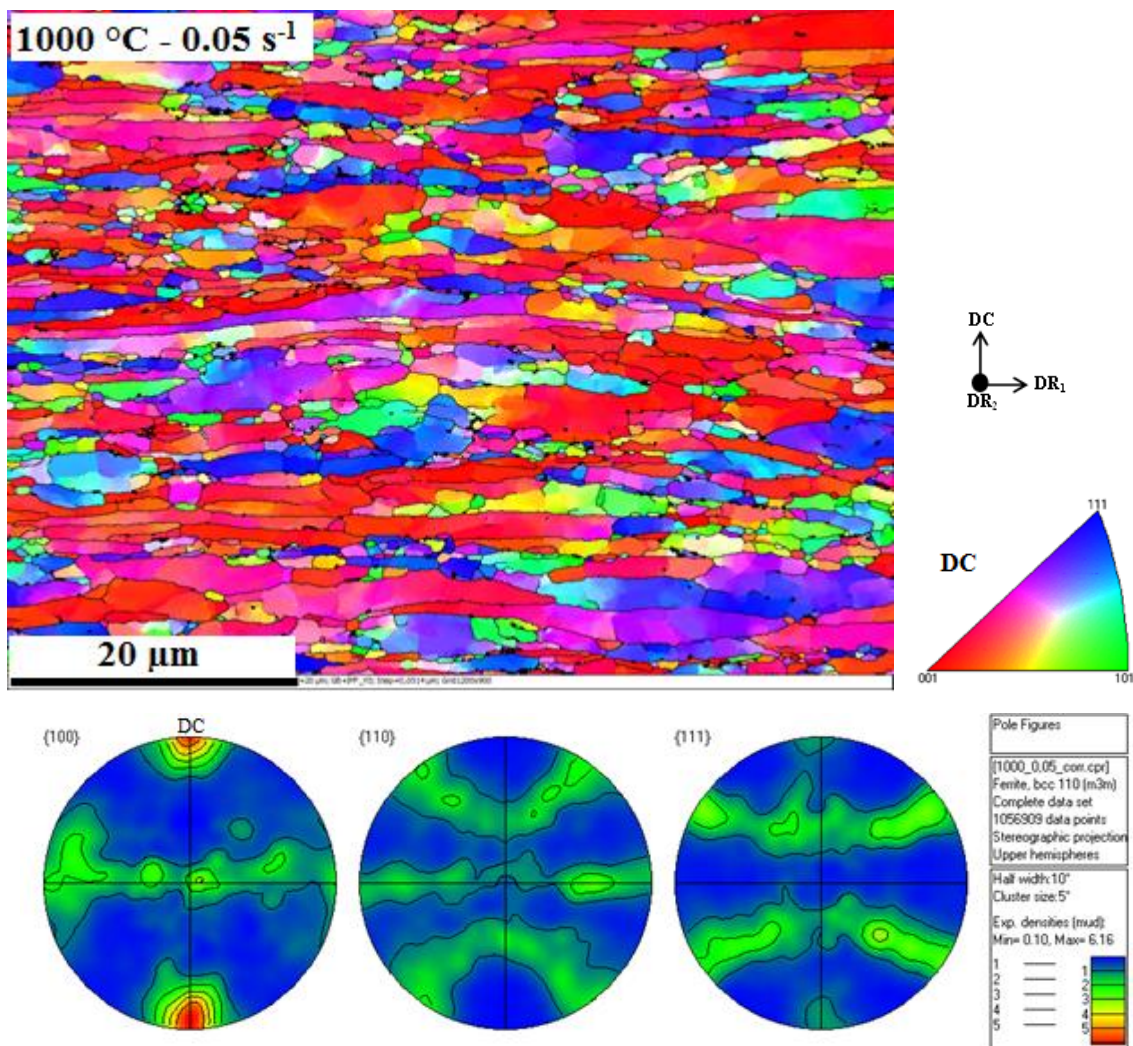 1000 °C - 0.05 s-1
20 µm
DC
DR1
DR2
DC
111
001
101
{100}
DC
{110}
{111}
Pole Figures
[1000_0,05_corr.cpr]
Ferrite, bcc 110 (m3m)
Complete data set
1056909 data points
Stereographic projection
Upper hemispheres
Half width:10°
Cluster size:5°
Exp. densities (mud):
Min= 0.10, Max= 6.16
1
2
3
4
5
1
2
3
4
5